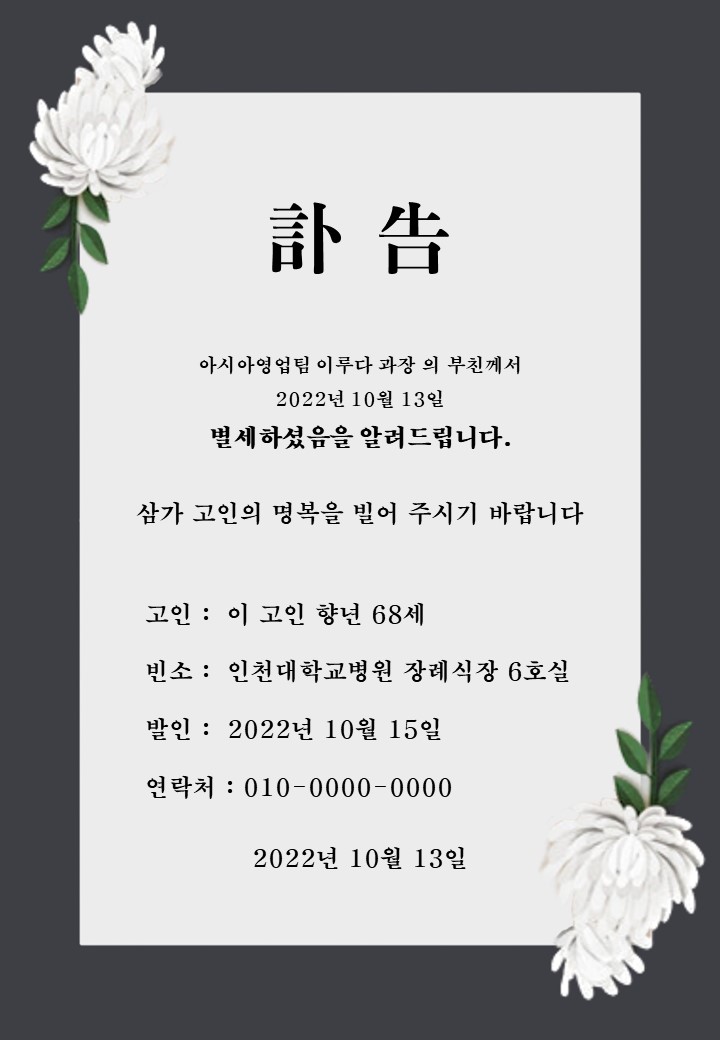 訃 告
아시아영업팀 이루다 과장 의 부친께서
2022년 10월 13일
별세하셨음을 알려드립니다.
삼가 고인의 명복을 빌어 주시기 바랍니다
고인 : 이 고인 향년 68세
빈소 : 인천대학교병원 장례식장 6호실
발인 : 2022년 10월 15일
연락처 : 010-0000-0000
2022년 10월 13일